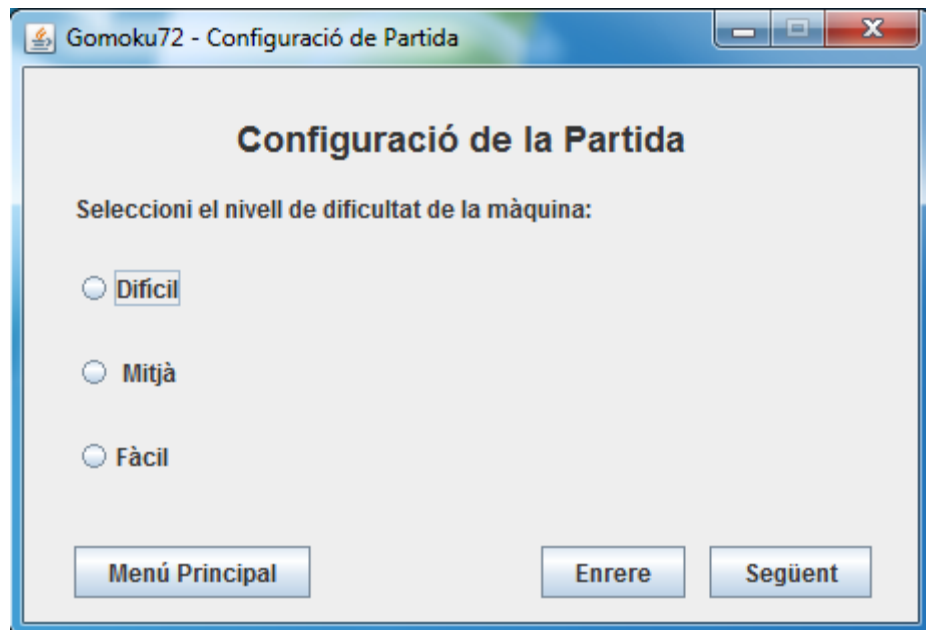 Gomoku72 - Configuració de Partida
Configuració de la Partida
Seleccioni el nivell de dificultat de la màquina:
Difícil
Mitjà
Fàcil
Menú Principal Enrere Següent